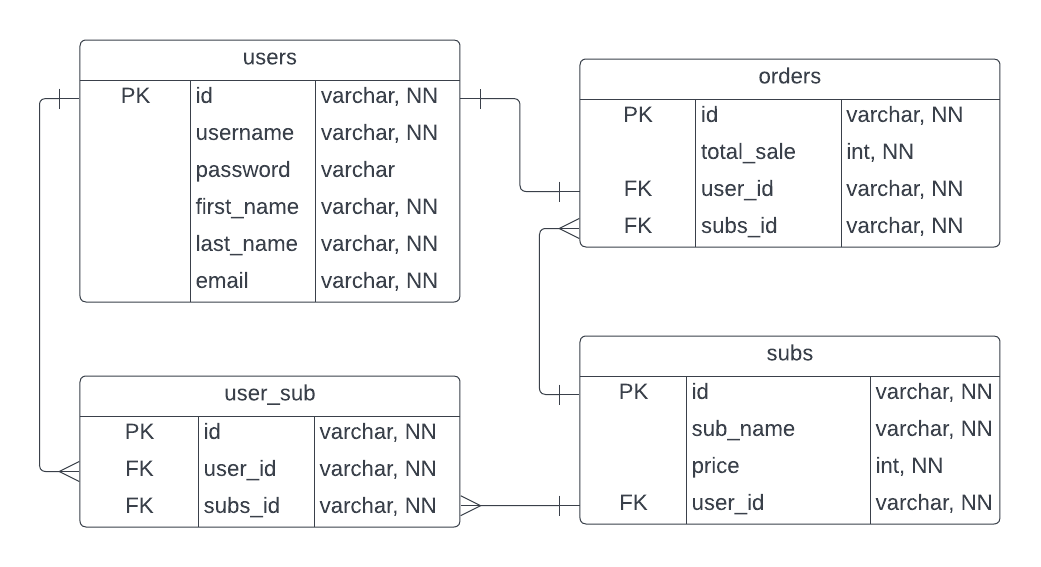 users
PK id varchar, NN
username varchar, NN
password varchar
first_name varchar, NN
last_name varchar, NN
email varchar, NN
orders
PK id varchar, NN
total_sale int, NN
FK user_id varchar, NN
FK subs_id varchar, NN
user_sub
PK id varchar, NN
FK user_id varchar, NN
FK subs_id varchar, NN
subs
PK id varchar, NN
sub_name varchar, NN
price int, NN
FK user_id varchar, NN